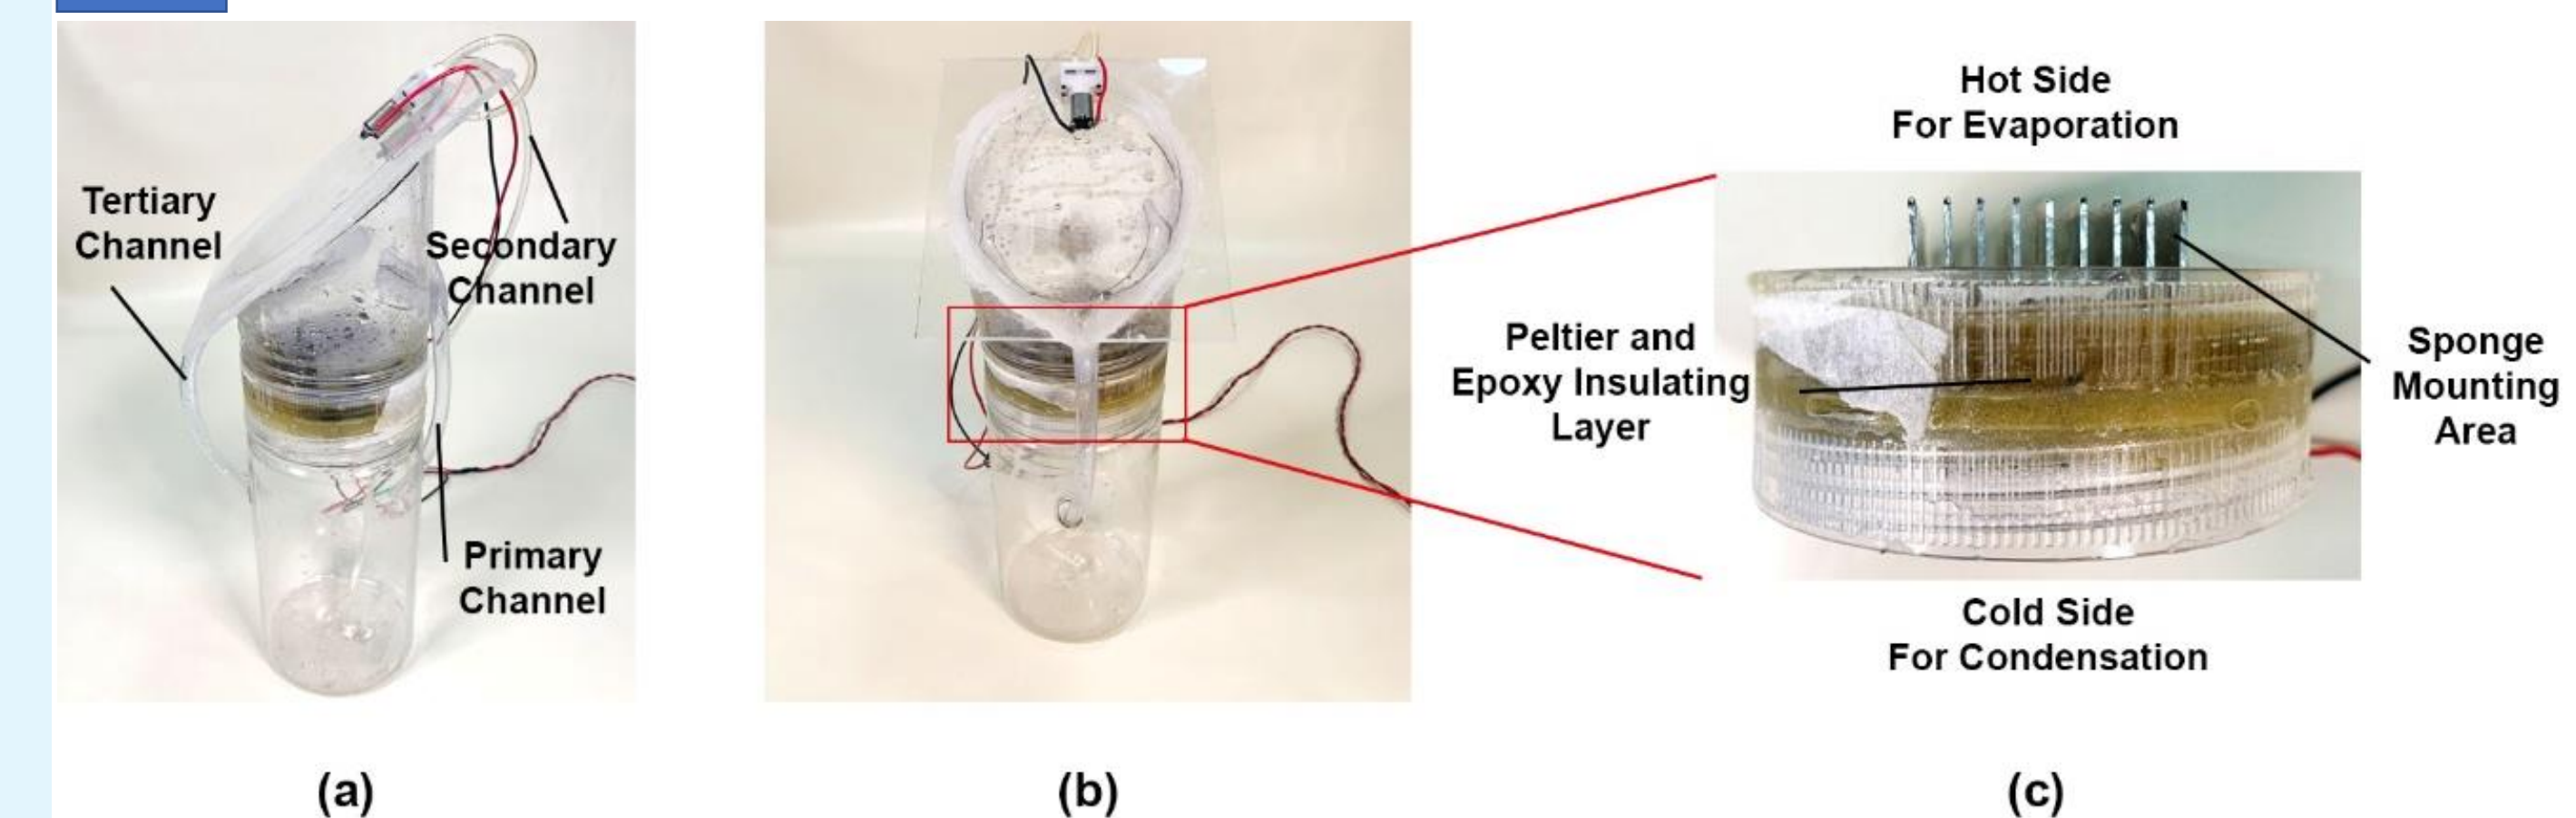 Tertiary
Channel
Secondary
Channel
Primary
Channel
(a)
(b)
Hot Side
For Evaporation
Peltier and
Epoxy Insulating
Layer
Sponge
Mounting
Area
Cold Side
For Condensation
(c)